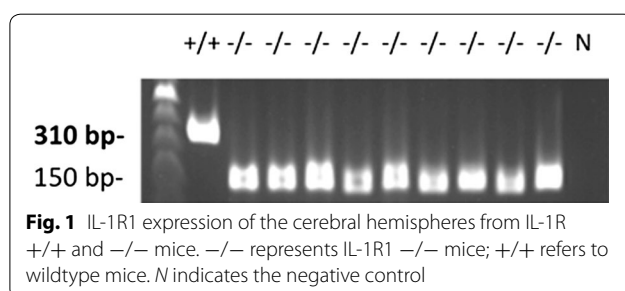 +/+ -/- -/- -/- -/- -/- -/- -/- -/- -/- N
310 bp-
150 bp-
Fig. 1 IL-1R1 expression of the cerebral hemispheres from IL-1R
+/+ and −/− mice. −/− represents IL-1R1 −/− mice; +/+ refers to
wildtype mice. N indicates the negative control